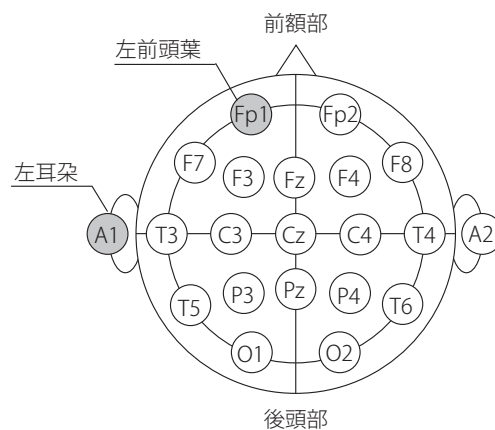 前額部
左前頭葉
Fp1 Fp2
F7 F3 Fz F4 F8
左耳朶
A1 T3 C3 Cz C4 T4 A2
T5 P3 Pz P4 T6
O1 O2
後頭部